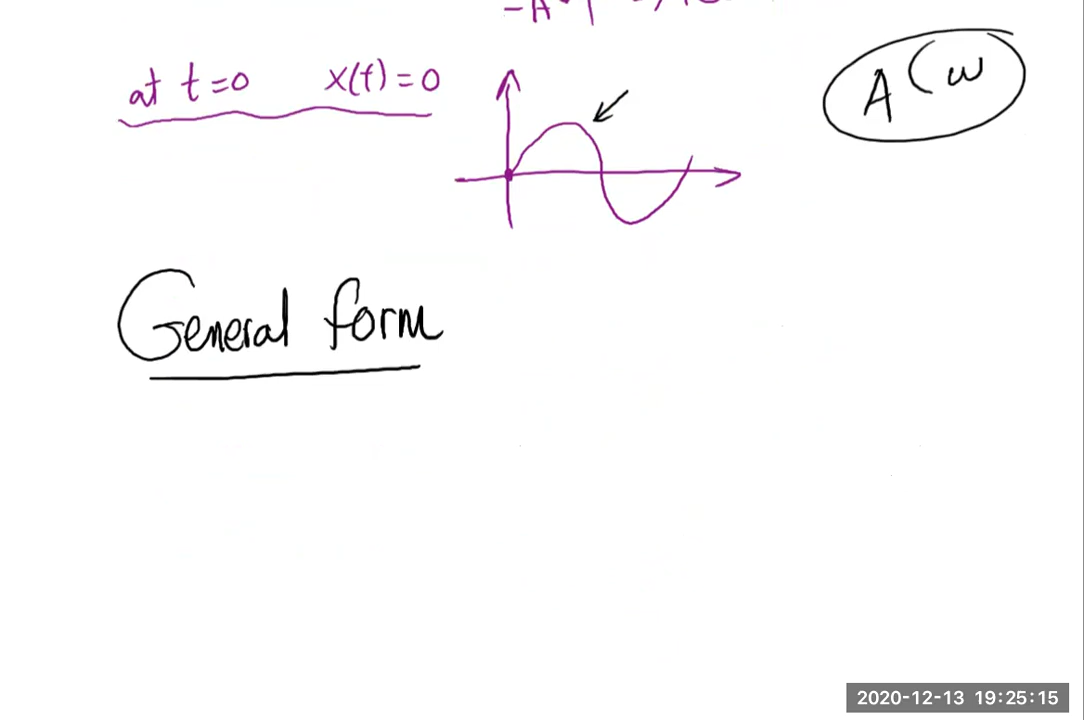 at t=0 x(t)=0
A ( ω
General form
2020-12-13 19:25:15